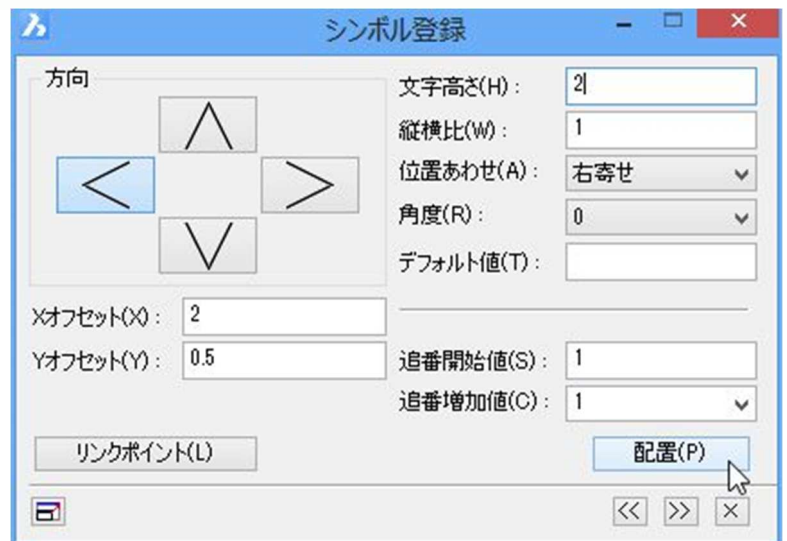 シンボル登録
方向
文字高さ(H) : 2
縦横比(W) : 1
位置あわせ(A) : 右寄せ
角度(R) : 0
デフォルト値(T) :
Xオフセット(X) : 2
Yオフセット(Y) : 0.5
追番開始値(S) : 1
追番増加値(C) : 1
リンクポイント(L)
配置(P)